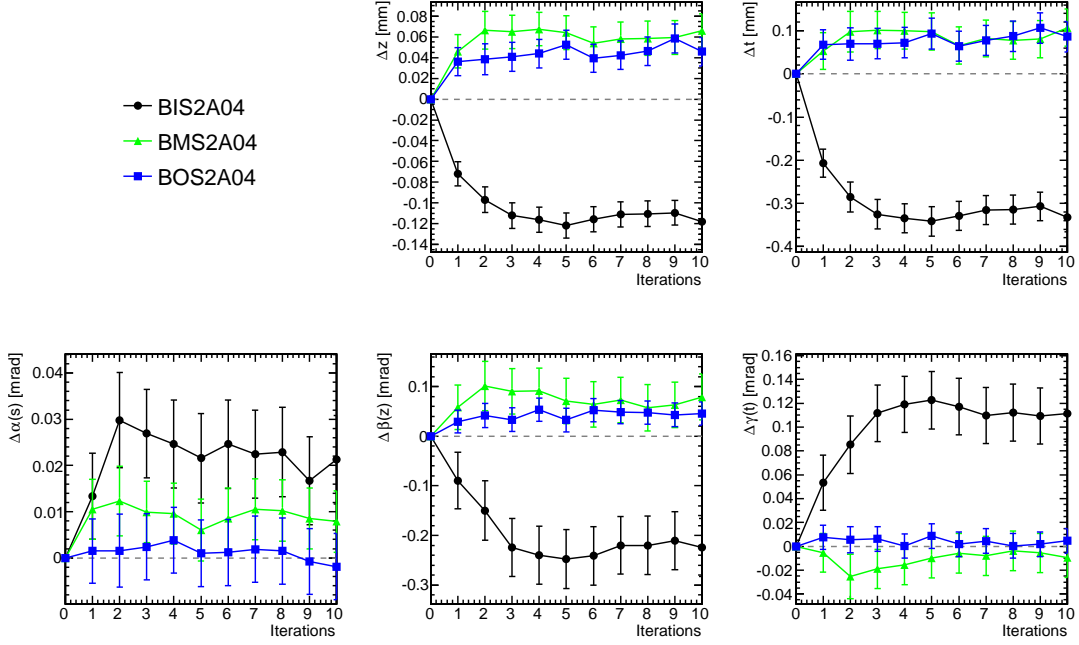 BIS2A04
BMS2A04
BOS2A04
Δz [mm]
0.08
0.06
0.04
0.02
0
-0.02
-0.04
-0.06
-0.08
-0.1
-0.12
-0.14
0 1 2 3 4 5 6 7 8 9 10
Iterations
Δt [mm]
0.1
0
-0.1
-0.2
-0.3
-0.4
0 1 2 3 4 5 6 7 8 9 10
Iterations
Δα(s) [mrad]
0.04
0.03
0.02
0.01
0
0 1 2 3 4 5 6 7 8 9 10
Iterations
Δβ(z) [mrad]
0.1
0
-0.1
-0.2
-0.3
0 1 2 3 4 5 6 7 8 9 10
Iterations
Δγ(t) [mrad]
0.16
0.14
0.12
0.1
0.08
0.06
0.04
0.02
0
-0.02
-0.04
0 1 2 3 4 5 6 7 8 9 10
Iterations